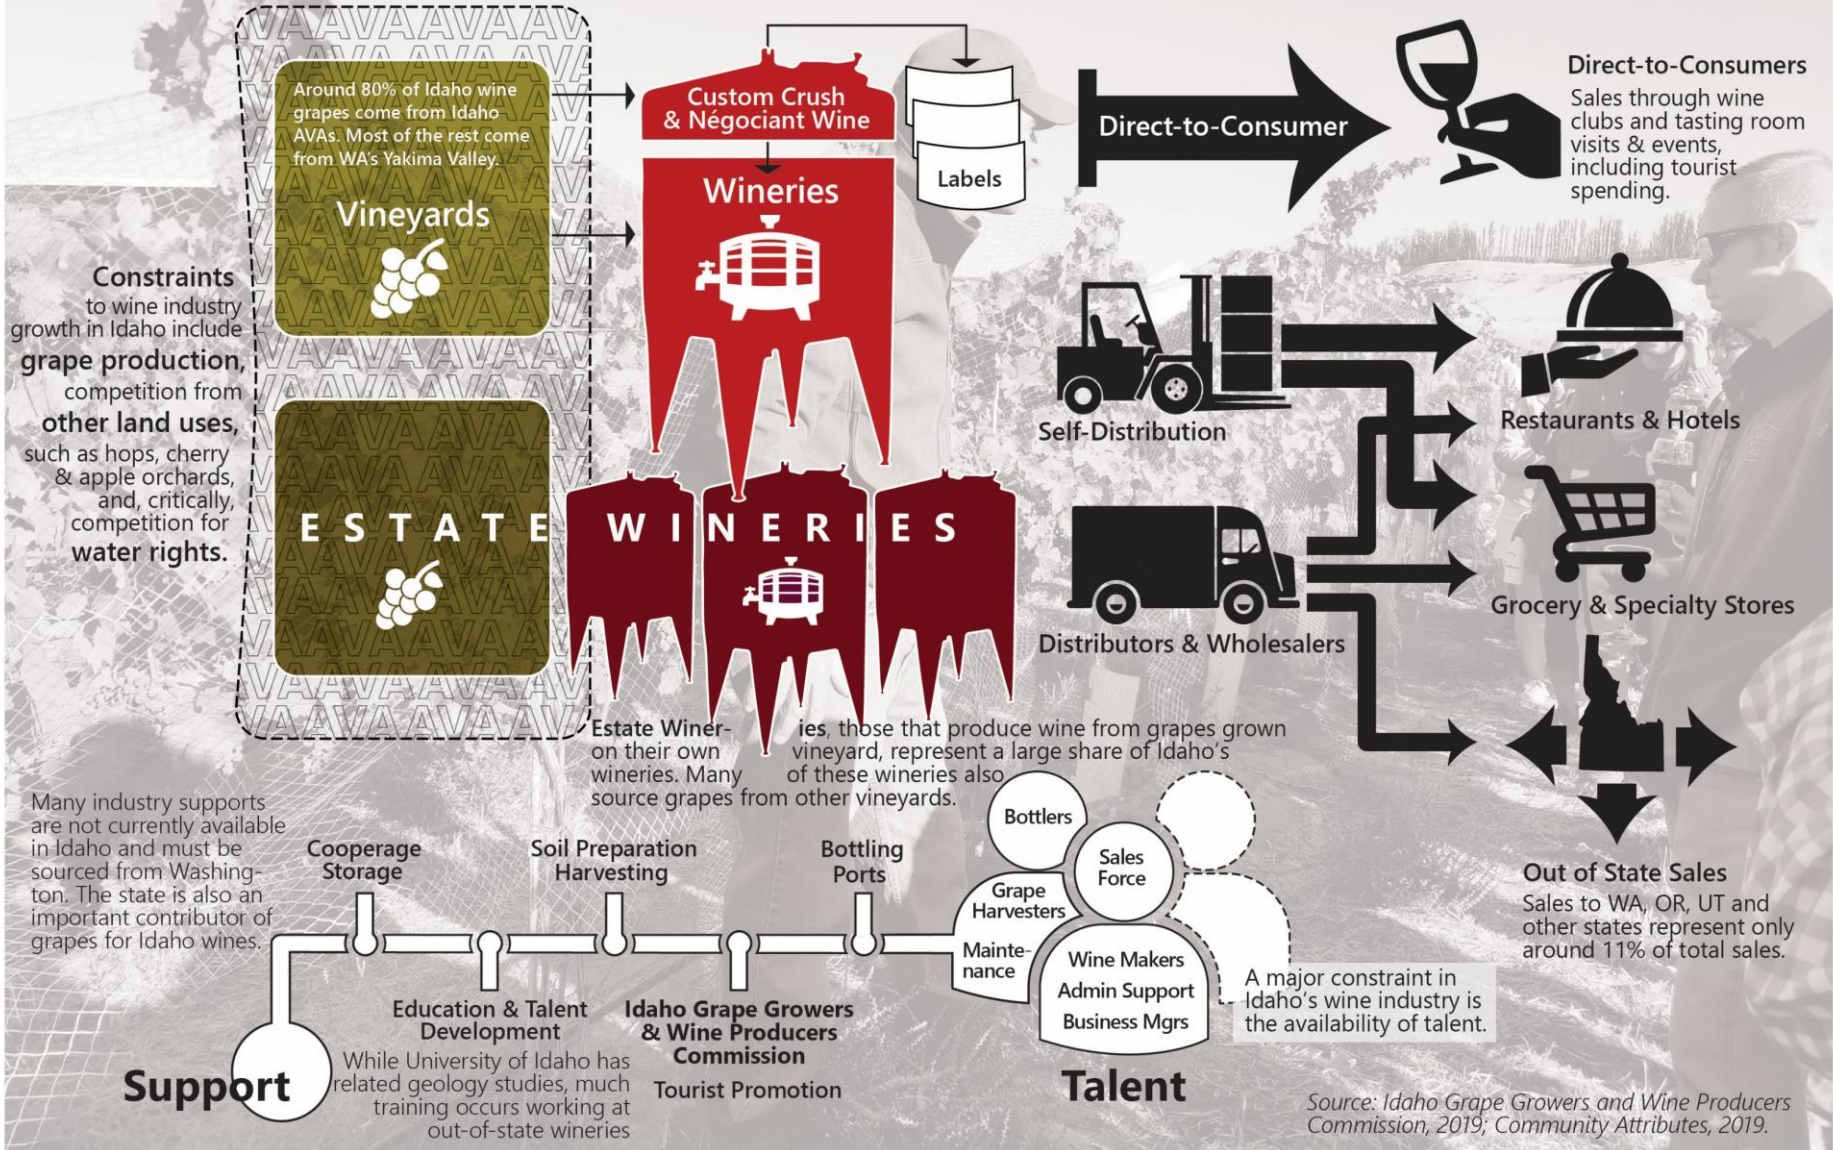 Around 80% of Idaho wine
grapes come from Idaho
AVAs. Most of the rest come
from WA's Yakima Valley.
Vineyards
Custom Crush
& Négociant Wine
Wineries
Labels
Direct-to-Consumer
Direct-to-Consumers
Sales through wine
clubs and tasting room
visits & events,
including tourist
spending.
Constraints
to wine industry
growth in Idaho include
grape production,
competition from
other land uses,
such as hops, cherry
& apple orchards,
and, critically,
competition for
water rights.
ESTATE WINERIES
Self-Distribution
Restaurants & Hotels
Distributors & Wholesalers
Grocery & Specialty Stores
Estate Winer- ies, those that produce wine from grapes grown
on their own vineyard, represent a large share of Idaho's
wineries. Many of these wineries also
source grapes from other vineyards.
Out of State Sales
Sales to WA, OR, UT and
other states represent only
around 11% of total sales.
Many industry supports
are not currently available
in Idaho and must be
sourced from Washing-
ton. The state is also an
important contributor of
grapes for Idaho wines.
Cooperage
Storage
Soil Preparation
Harvesting
Bottling
Ports
Education & Talent
Development
While University of Idaho has
related geology studies, much
training occurs working at
out-of-state wineries
Idaho Grape Growers
& Wine Producers
Commission
Tourist Promotion
Support
Bottlers
Sales
Force
Grape
Harvesters
Mainte-
nance
Wine Makers
Admin Support
Business Mgrs
A major constraint in
Idaho's wine industry is
the availability of talent.
Talent
Source: Idaho Grape Growers and Wine Producers
Commission, 2019; Community Attributes, 2019.